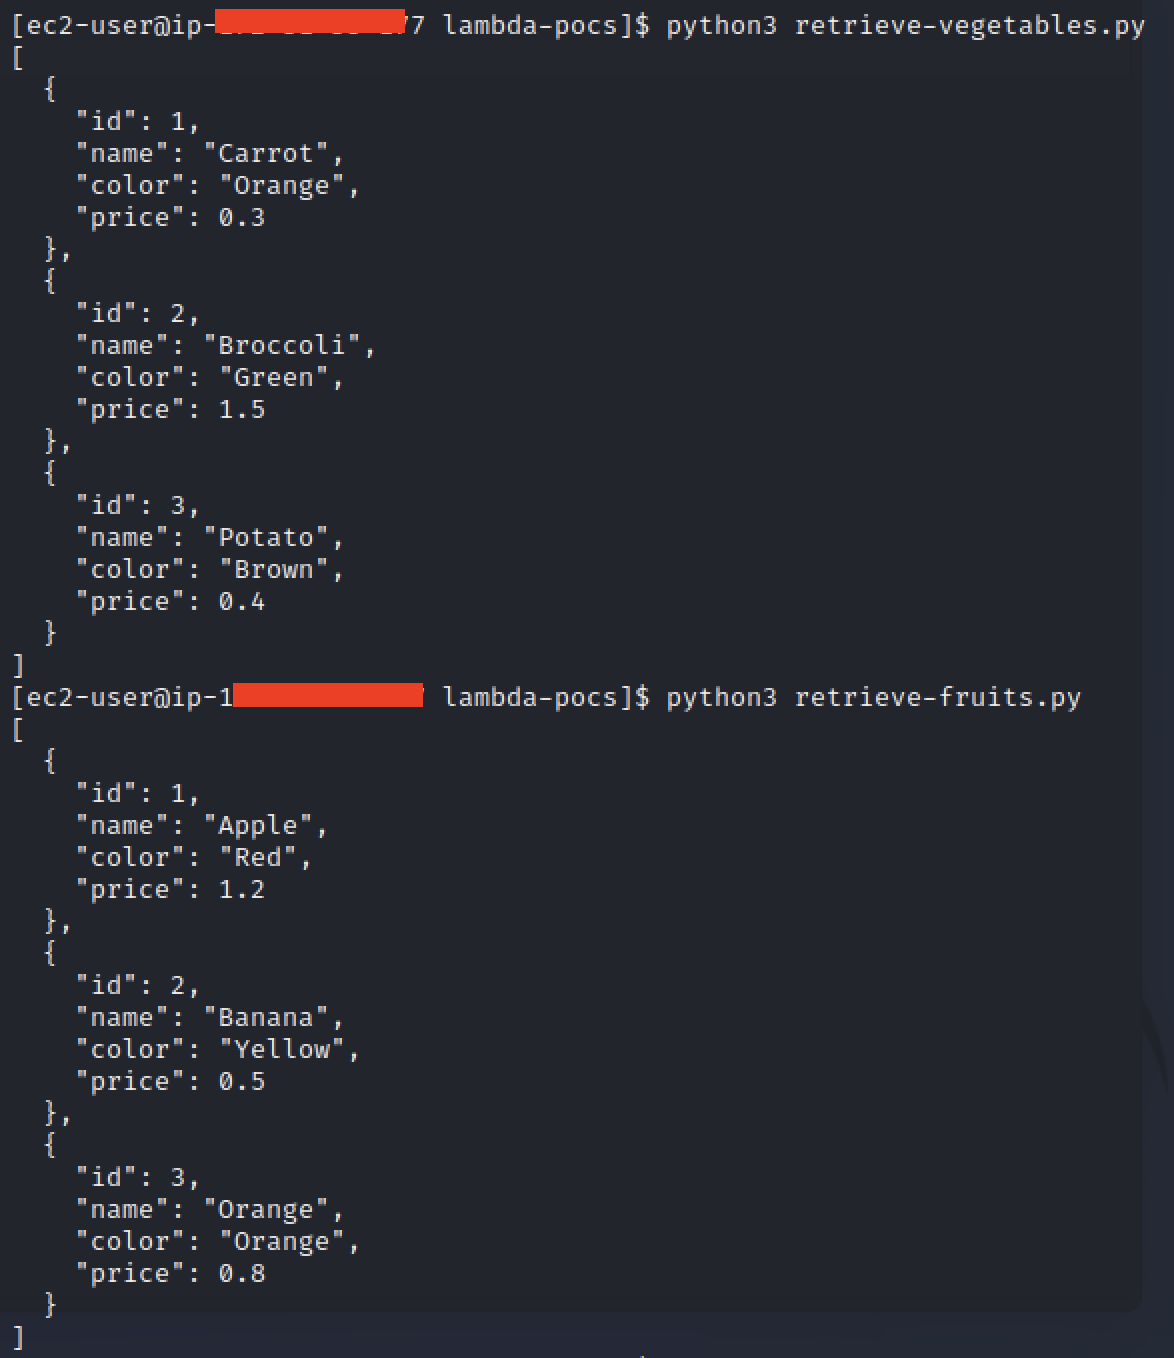 [ec2-user@ip- 77 lambda-pocs]$ python3 retrieve-vegetables.py
[
  {
    "id": 1,
    "name": "Carrot",
    "color": "Orange",
    "price": 0.3
  },
  {
    "id": 2,
    "name": "Broccoli",
    "color": "Green",
    "price": 1.5
  },
  {
    "id": 3,
    "name": "Potato",
    "color": "Brown",
    "price": 0.4
  }
]
[ec2-user@ip-1 lambda-pocs]$ python3 retrieve-fruits.py
[
  {
    "id": 1,
    "name": "Apple",
    "color": "Red",
    "price": 1.2
  },
  {
    "id": 2,
    "name": "Banana",
    "color": "Yellow",
    "price": 0.5
  },
  {
    "id": 3,
    "name": "Orange",
    "color": "Orange",
    "price": 0.8
  }
]